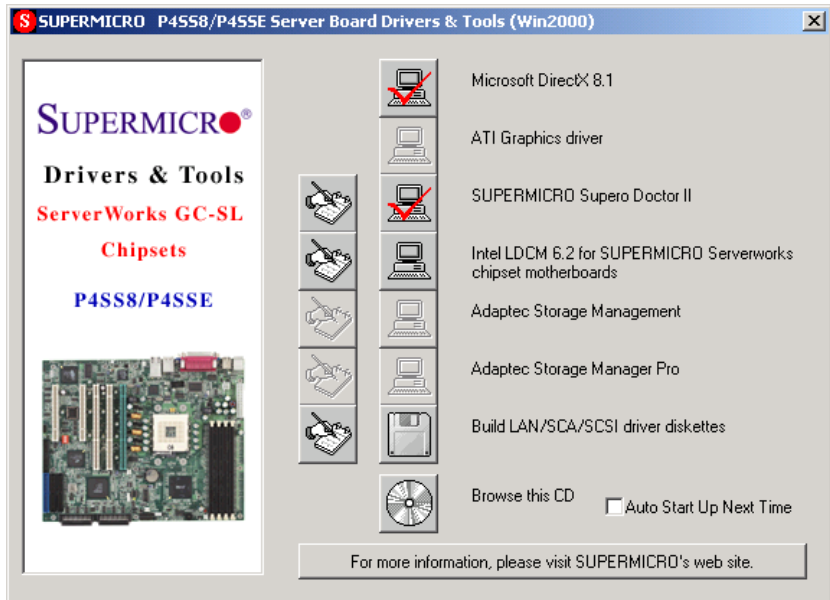 SUPERMICRO P4SS8/P4SSE Server Board Drivers & Tools (Win2000)
SUPERMICRO®
Drivers & Tools
ServerWorks GC-SL
Chipsets
P4SS8/P4SSE
Microsoft DirectX 8.1
ATI Graphics driver
SUPERMICRO Supero Doctor II
Intel LDCM 6.2 for SUPERMICRO Serverworks
chipset motherboards
Adaptec Storage Management
Adaptec Storage Manager Pro
Build LAN/SCA/SCSI driver diskettes
Browse this CD
Auto Start Up Next Time
For more information, please visit SUPERMICRO's web site.